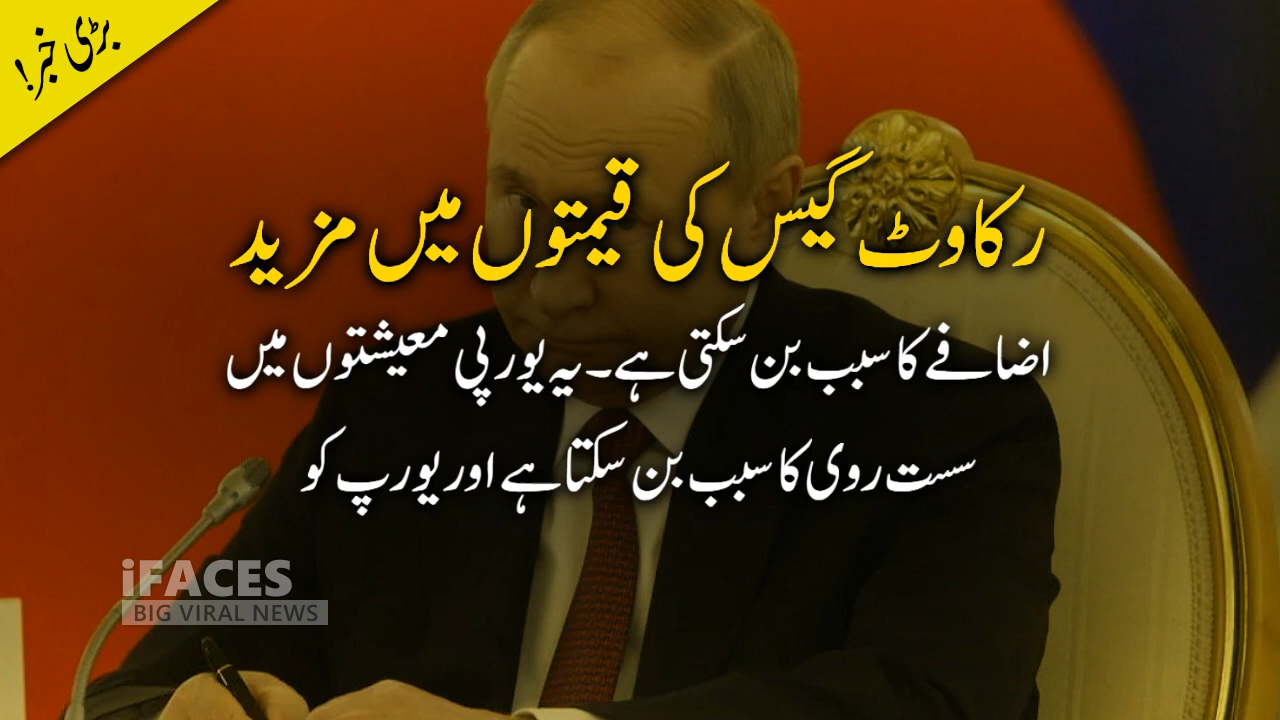 بڑی خبر!
رکاوٹ گیس کی قیمتوں میں مزید
اضافے کا سبب بن سکتی ہے۔ یہ یورپی معیشتوں میں
سست روی کا سبب بن سکتا ہے اور یورپ کو
iFACES
BIG VIRAL NEWS